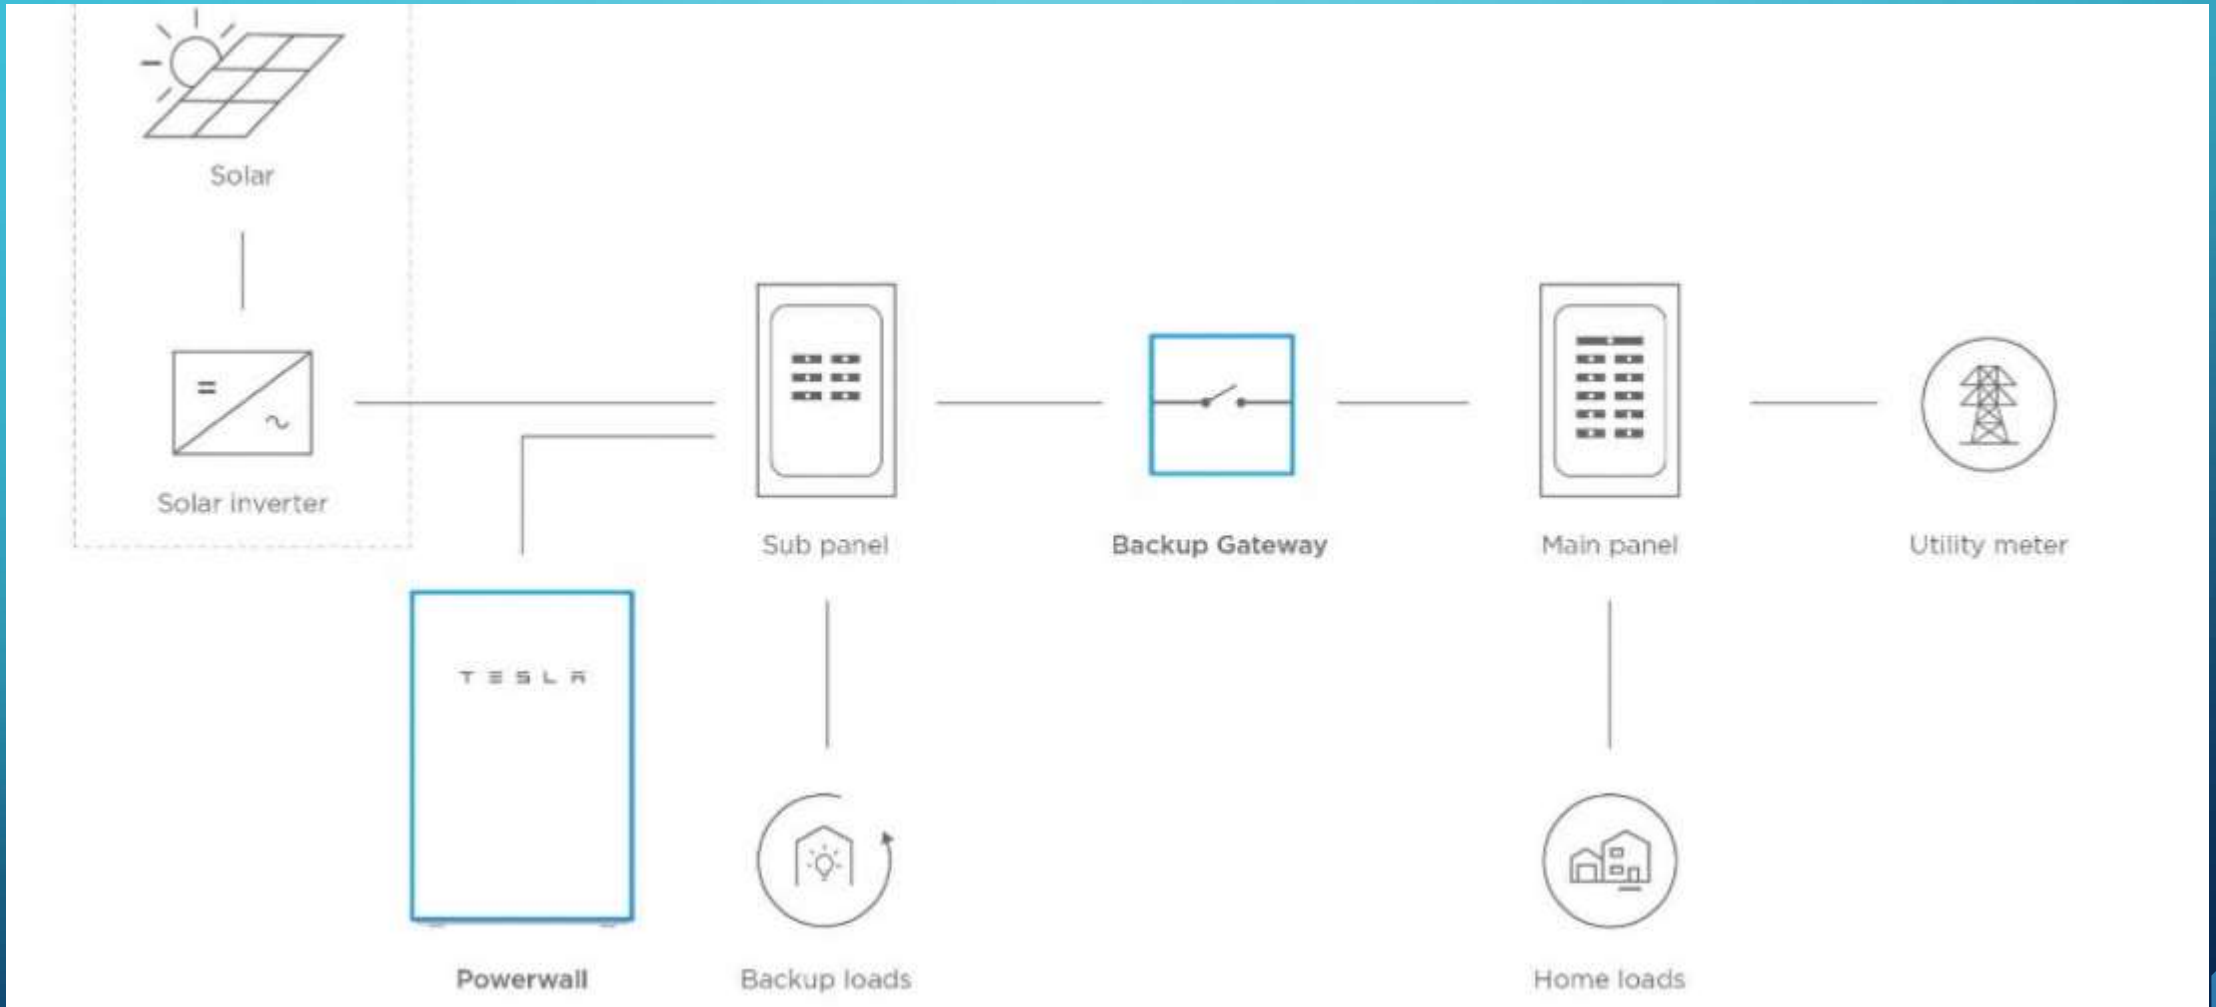 Solar
Solar inverter
Sub panel
Backup Gateway
Main panel
Utility meter
TESLA
Powerwall
Backup loads
Home loads